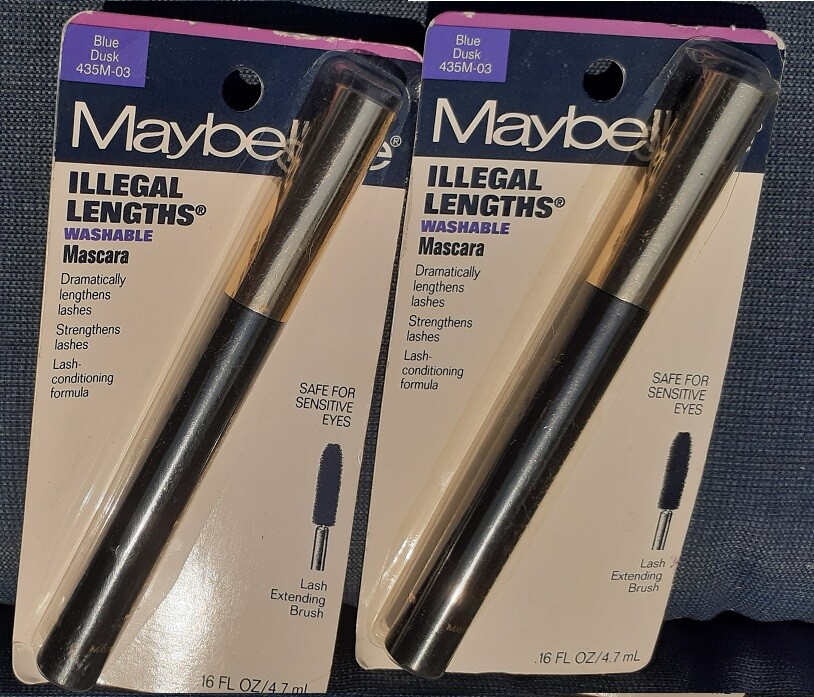 Blue
Dusk
435M-03
Maybe e®
ILLEGAL
LENGTHS®
WASHABLE
Mascara
Dramatically
lengthens
lashes
Strengthens
lashes
Lash-
conditioning
formula
SAFE FOR
SENSITIVE
EYES
Lash
Extending
Brush
.16 FL OZ/4.7 mL
Blue
Dusk
435M-03
Maybe
ILLEGAL
LENGTHS®
WASHABLE
Mascara
Dramatically
lengthens
lashes
Strengthens
lashes
Lash-
conditioning
formula
SAFE FOR
SENSITIVE
EYES
Lash
Extending
Brush
.16 FL OZ/4.7 mL